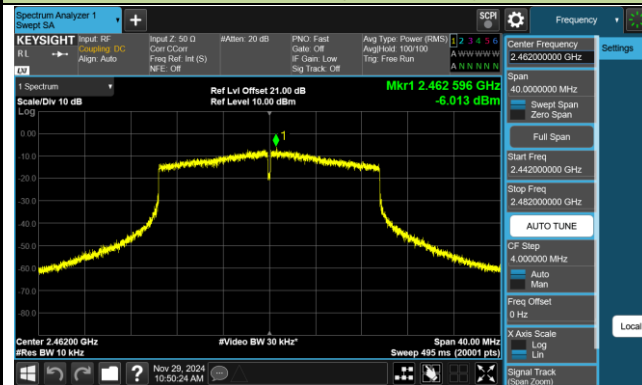 Spectrum Analyzer 1
Swept SA
+
SCPI
Frequency
KEYSIGHT
RL
LXI
Input: RF
Coupling: DC
Align: Auto
Input Z: 50 Ω
Corr CCorr
Freq Ref: Int (S)
NFE: Off
#Atten: 20 dB
PNO: Fast
Gate: Off
IF Gain: Low
Sig Track: Off
Avg Type: Power (RMS)
Avg|Hold: 100/100
Trig: Free Run
1 2 3 4 5 6
A W W W W W
A N N N N N
1 Spectrum
Scale/Div 10 dB
Log
Ref Lvl Offset 21.00 dB
Ref Level 10.00 dBm
Mkr1 2.462 596 GHz
-6.013 dBm
1
0.00
-10.0
-20.0
-30.0
-40.0
-50.0
-60.0
-70.0
-80.0
Center 2.46200 GHz
#Res BW 10 kHz
#Video BW 30 kHz*
Span 40.00 MHz
Sweep 495 ms (20001 pts)
Nov 29, 2024
10:50:24 AM
?
Center Frequency
2.462000000 GHz
Settings
Span
40.0000000 MHz
Swept Span
Zero Span
Full Span
Start Freq
2.442000000 GHz
Stop Freq
2.482000000 GHz
AUTO TUNE
CF Step
4.000000 MHz
Auto
Man
Freq Offset
0 Hz
X Axis Scale
Log
Lin
Local
Signal Track
(Span Zoom)